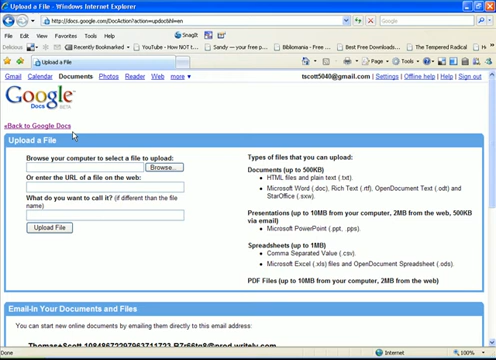 Upload a File - Windows Internet Explorer
http://docs.google.com/DocAction?action=updoc&hl=en
File Edit View Favorites Tools Help
SnagIt
Delicious Recently Bookmarked YouTube - How NOT t... Sandy — your free e... Bibliomania - Free ... Best Free Downloads... The Tempered Radical
Upload a File
Page Tools
Gmail Calendar Documents Photos Reader Web more ▾
tscott5040@gmail.com | Settings | Offline help | Help | Sign out
Google
Docs BETA
«Back to Google Docs
Upload a File
Browse your computer to select a file to upload:
Browse...
Or enter the URL of a file on the web:
What do you want to call it? (if different than the file
name)
Upload File
Types of files that you can upload:
Documents (up to 500KB)
• HTML files and plain text (.txt).
• Microsoft Word (.doc), Rich Text (.rtf), OpenDocument Text (.odt) and
StarOffice (.sxw).
Presentations (up to 10MB from your computer, 2MB from the web, 500KB
via email)
• Microsoft PowerPoint (.ppt, .pps).
Spreadsheets (up to 1MB)
• Comma Separated Value (.csv).
• Microsoft Excel (.xls) files and OpenDocument Spreadsheet (.ods).
PDF Files (up to 10MB from your computer, 2MB from the web)
Email-In Your Documents and Files
You can start new online documents by emailing them directly to this email address:
Done
Internet
100%